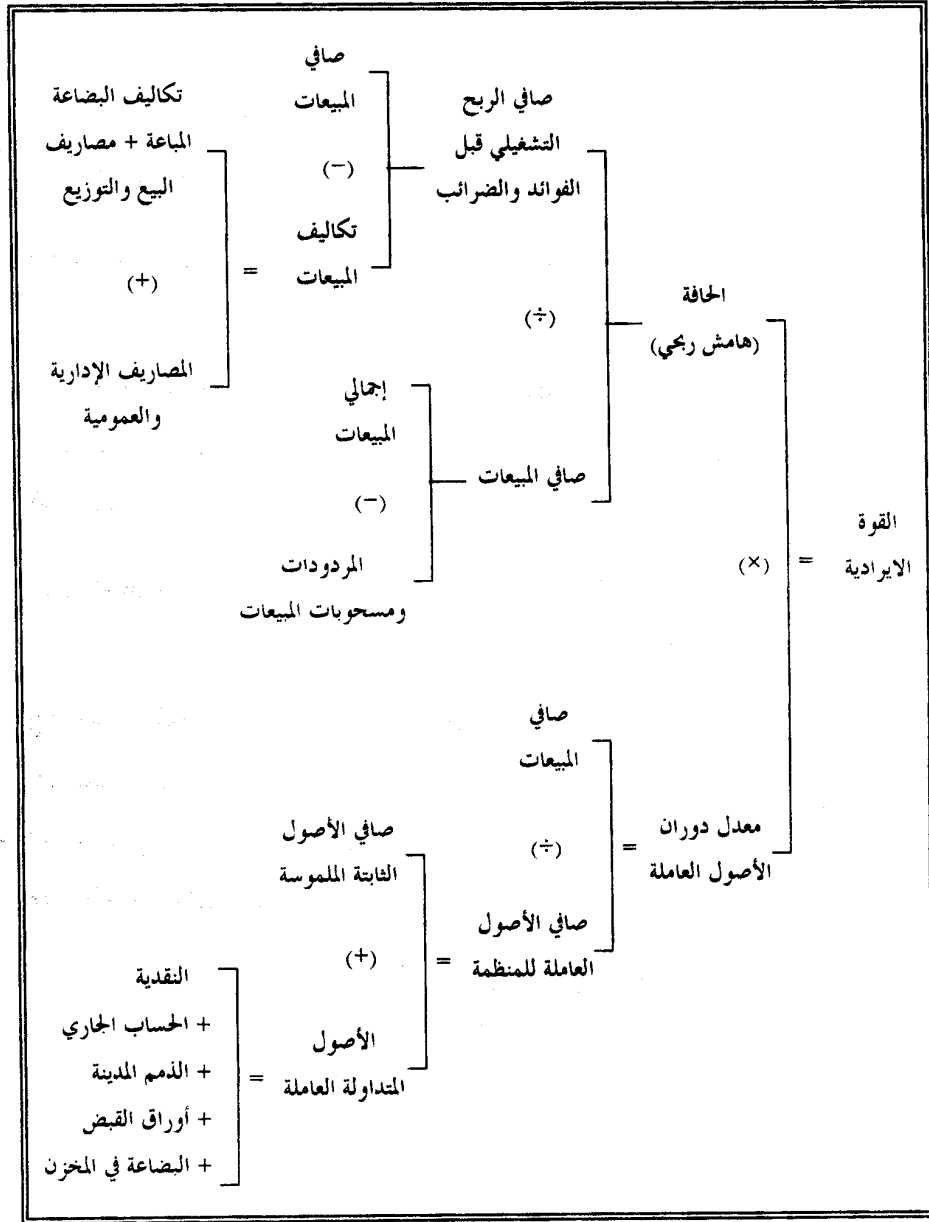 القوة
الايرادية
=
(×)
الحافة
(هامش ربحي)
صافي الربح
التشغيلي قبل
الفوائد والضرائب
(÷)
صافي المبيعات
صافي
المبيعات
(−)
تكاليف
المبيعات
=
تكاليف البضاعة
المباعة + مصاريف
البيع والتوزيع
(+)
المصاريف الإدارية
والعمومية
إجمالي
المبيعات
(−)
المردودات
ومسحوبات المبيعات
معدل دوران
الأصول العاملة
=
صافي
المبيعات
(÷)
صافي الأصول
العاملة للمنظمة
=
صافي الأصول
الثابتة الملموسة
(+)
الأصول
المتداولة العاملة
=
النقدية
+ الحساب الجاري
+ الذمم المدينة
+ أوراق القبض
+ البضاعة في المخزن